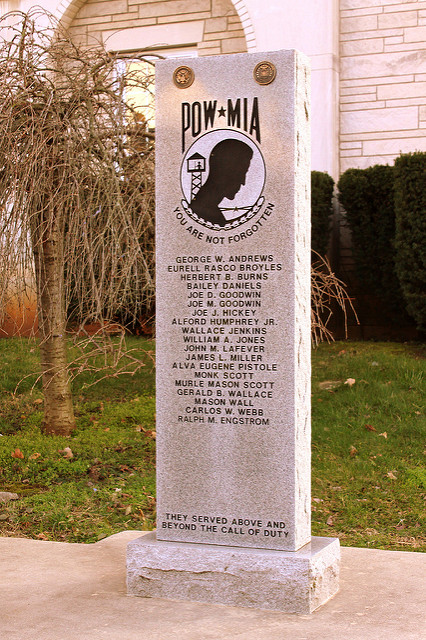 POW★MIA
YOU ARE NOT FORGOTTEN
GEORGE W. ANDREWS
EURELL RASCO BROYLES
HERBERT B. BURNS
BAILEY DANIELS
JOE D. GOODWIN
JOE M. GOODWIN
JOE J. HICKEY
ALFORD HUMPHREY JR.
WALLACE JENKINS
WILLIAM A. JONES
JOHN M. LAFEVER
JAMES L. MILLER
ALVA EUGENE PISTOLE
MONK SCOTT
MURLE MASON SCOTT
GERALD B. WALLACE
MASON WALL
CARLOS W. WEBB
RALPH M. ENGSTROM
THEY SERVED ABOVE AND
BEYOND THE CALL OF DUTY